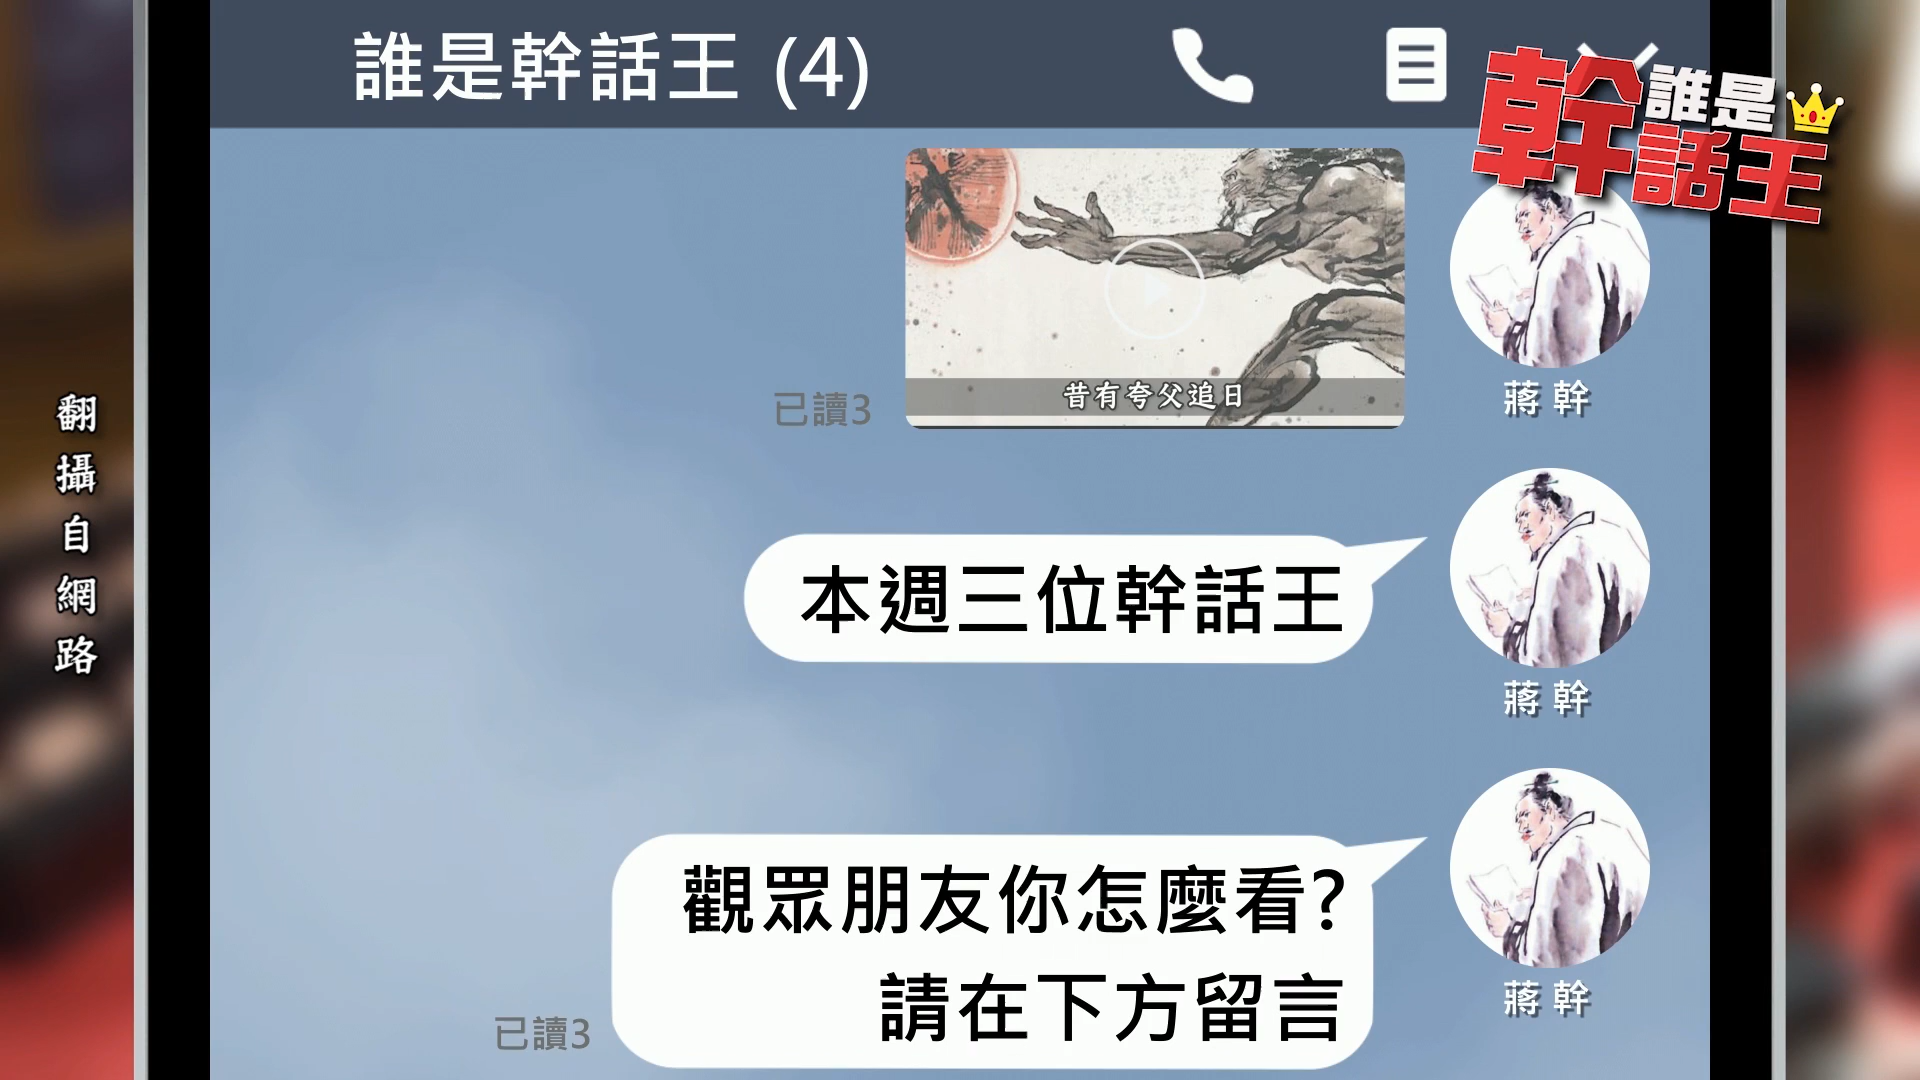 誰是幹話王 (4)
誰是
幹話王
昔有夸父追日
已讀3
蔣幹
本週三位幹話王
蔣幹
觀眾朋友你怎麼看?
請在下方留言
已讀3
蔣幹
翻攝自網路